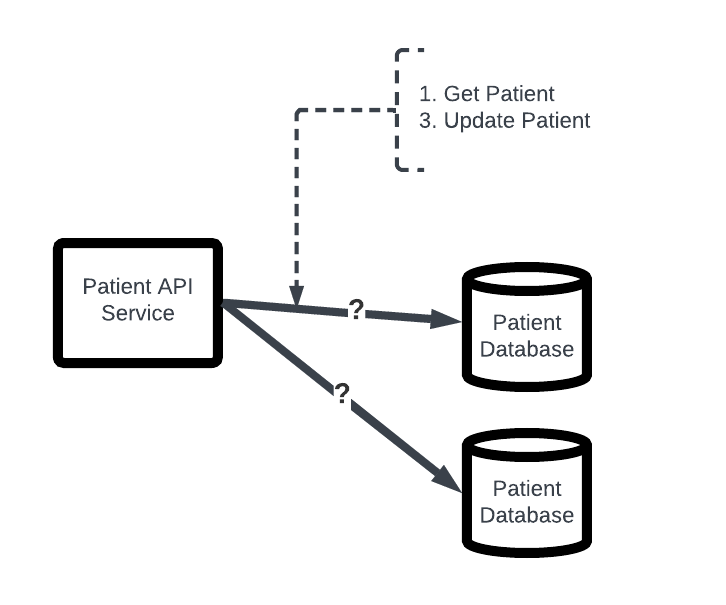 1. Get Patient
3. Update Patient
Patient API
Service
?
Patient
Database
?
Patient
Database